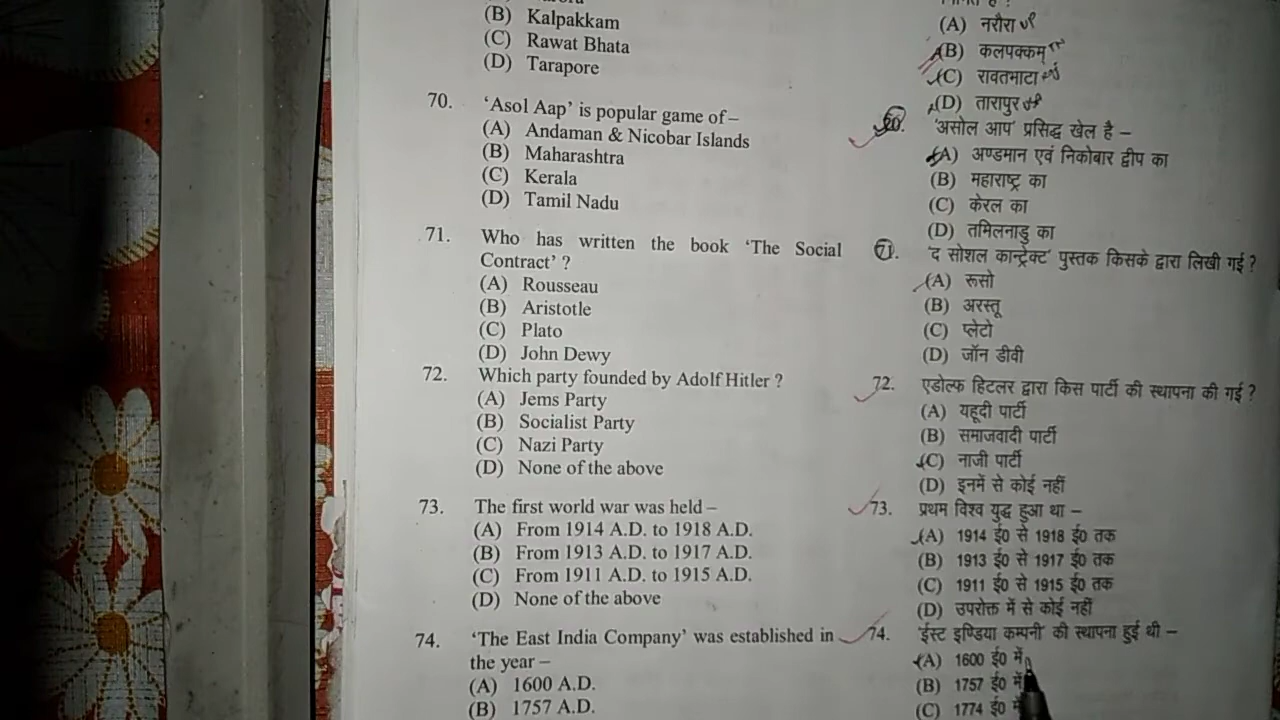 (B) Kalpakkam
(C) Rawat Bhata
(D) Tarapore
70. 'Asol Aap' is popular game of –
(A) Andaman & Nicobar Islands
(B) Maharashtra
(C) Kerala
(D) Tamil Nadu
71. Who has written the book 'The Social
Contract' ?
(A) Rousseau
(B) Aristotle
(C) Plato
(D) John Dewy
72. Which party founded by Adolf Hitler ?
(A) Jems Party
(B) Socialist Party
(C) Nazi Party
(D) None of the above
73. The first world war was held –
(A) From 1914 A.D. to 1918 A.D.
(B) From 1913 A.D. to 1917 A.D.
(C) From 1911 A.D. to 1915 A.D.
(D) None of the above
74. 'The East India Company' was established in
the year –
(A) 1600 A.D.
(B) 1757 A.D.
(A) नरौरा
(B) कलपक्कम्
(C) रावतभाटा
(D) तारापुर
'असोल आप' प्रसिद्ध खेल है –
(A) अण्डमान एवं निकोबार द्वीप का
(B) महाराष्ट्र का
(C) केरल का
(D) तमिलनाडु का
71. 'द सोशल कान्ट्रेक्ट' पुस्तक किसके द्वारा लिखी गई ?
(A) रूसो
(B) अरस्तू
(C) प्लेटो
(D) जॉन डीवी
72. एडोल्फ हिटलर द्वारा किस पार्टी की स्थापना की गई ?
(A) यहूदी पार्टी
(B) समाजवादी पार्टी
(C) नाजी पार्टी
(D) इनमें से कोई नहीं
73. प्रथम विश्व युद्ध हुआ था –
(A) 1914 ई0 से 1918 ई0 तक
(B) 1913 ई0 से 1917 ई0 तक
(C) 1911 ई0 से 1915 ई0 तक
(D) उपरोक्त में से कोई नहीं
74. 'ईस्ट इण्डिया कम्पनी' की स्थापना हुई थी –
(A) 1600 ई0 में
(B) 1757 ई0 में
(C) 1774 ई0